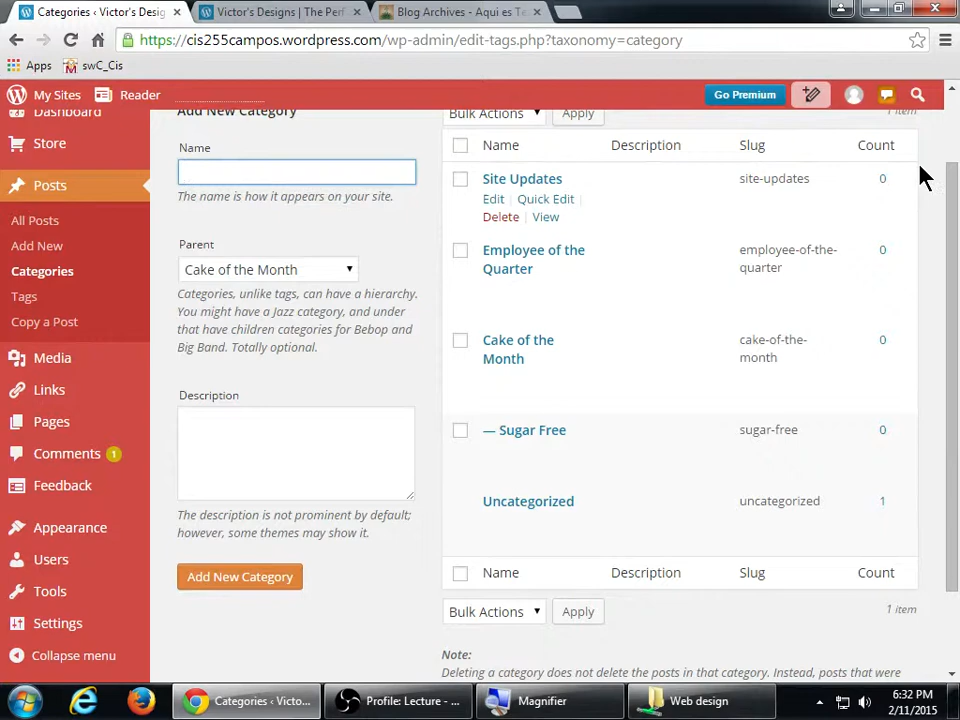 Categories ‹ Victor's Desig
Victor's Designs | The Perf
Blog Archives - Aqui es Te
https://cis255campos.wordpress.com/wp-admin/edit-tags.php?taxonomy=category
Apps
swC_Cis
My Sites
Reader
Go Premium
Dashboard
Store
Posts
All Posts
Add New
Categories
Tags
Copy a Post
Media
Links
Pages
Comments 1
Feedback
Appearance
Users
Tools
Settings
Collapse menu
Add New Category
Name
The name is how it appears on your site.
Parent
Cake of the Month
Categories, unlike tags, can have a hierarchy.
You might have a Jazz category, and under
that have children categories for Bebop and
Big Band. Totally optional.
Description
The description is not prominent by default;
however, some themes may show it.
Add New Category
Bulk Actions
Apply
1 item
Name Description Slug Count
Site Updates site-updates 0
Edit | Quick Edit |
Delete | View
Employee of the employee-of-the- 0
Quarter quarter
Cake of the cake-of-the- 0
Month month
— Sugar Free sugar-free 0
Uncategorized uncategorized 1
Name Description Slug Count
Bulk Actions
Apply
1 item
Note:
Deleting a category does not delete the posts in that category. Instead, posts that were
Categories ‹ Victo...
Profile: Lecture - ...
Magnifier
Web design
6:32 PM
2/11/2015